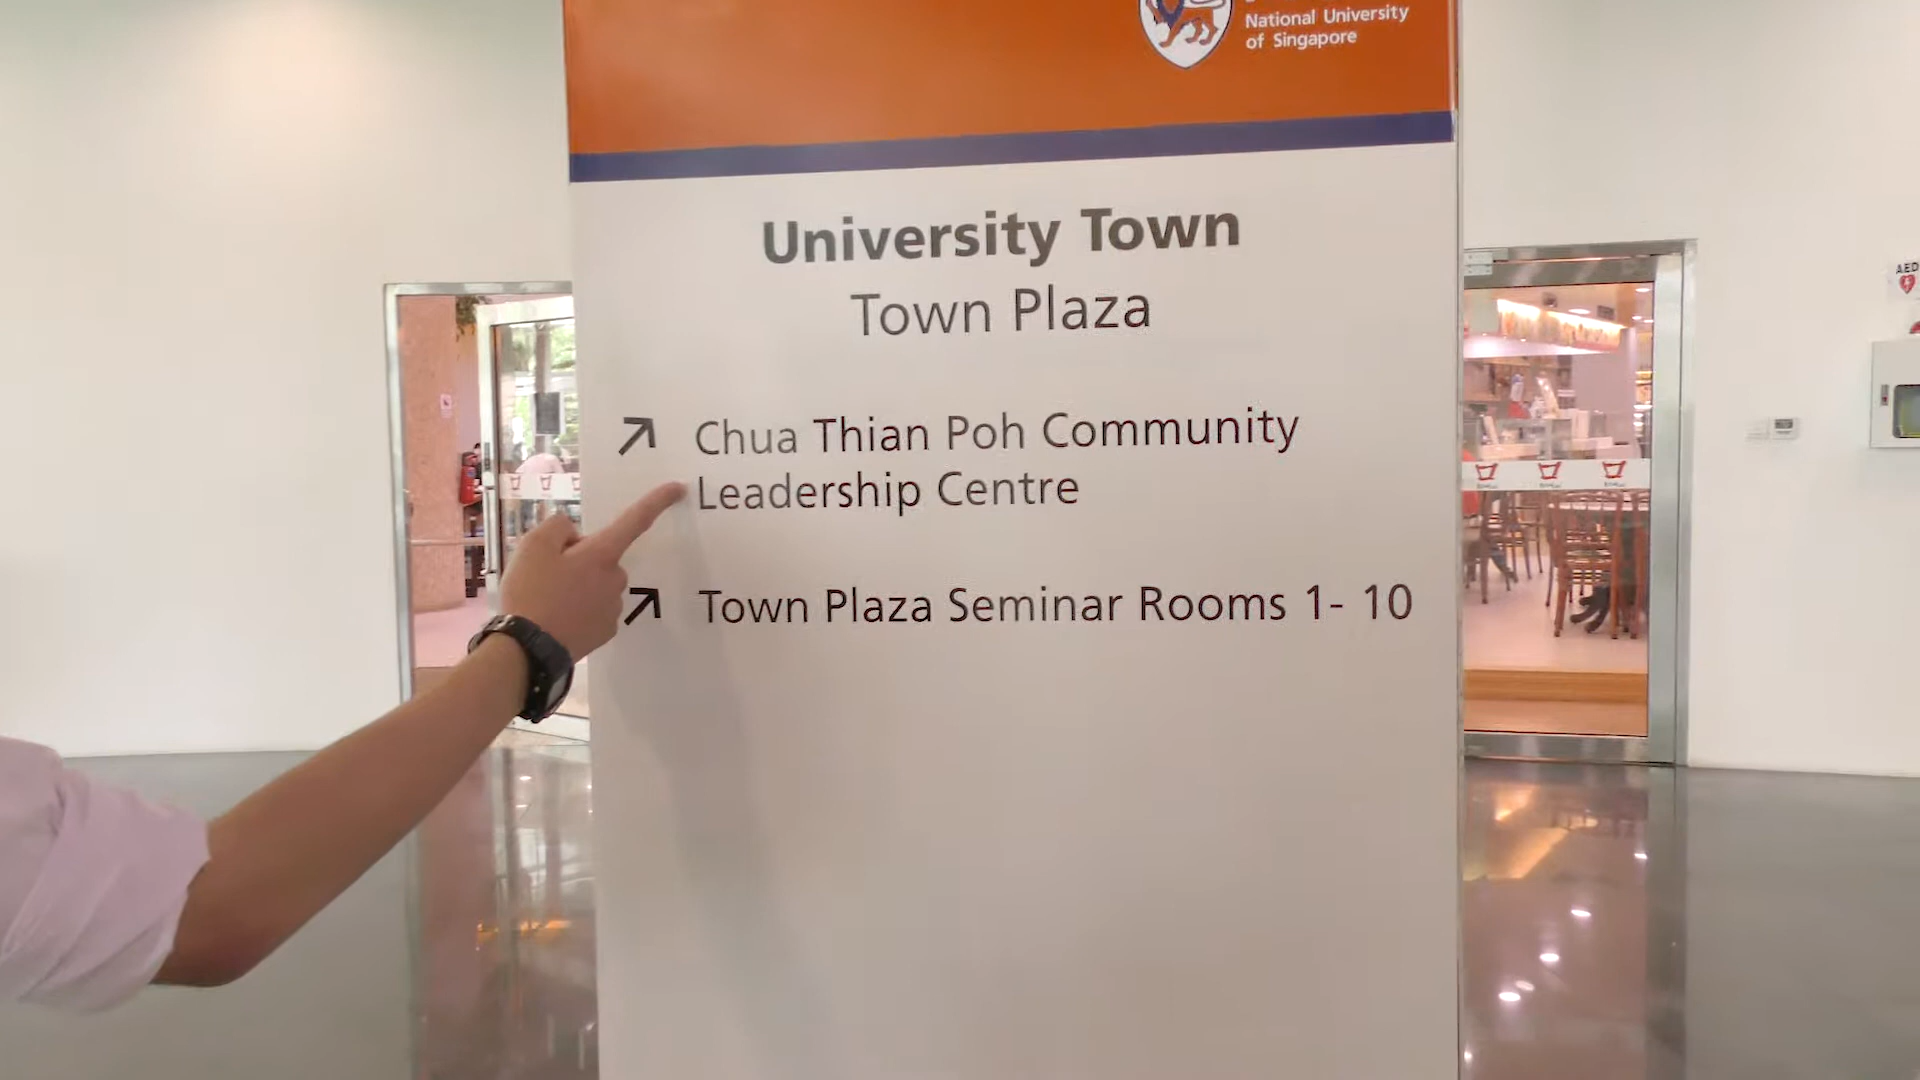 National University
of Singapore
University Town
Town Plaza
Chua Thian Poh Community
Leadership Centre
Town Plaza Seminar Rooms 1- 10
AED